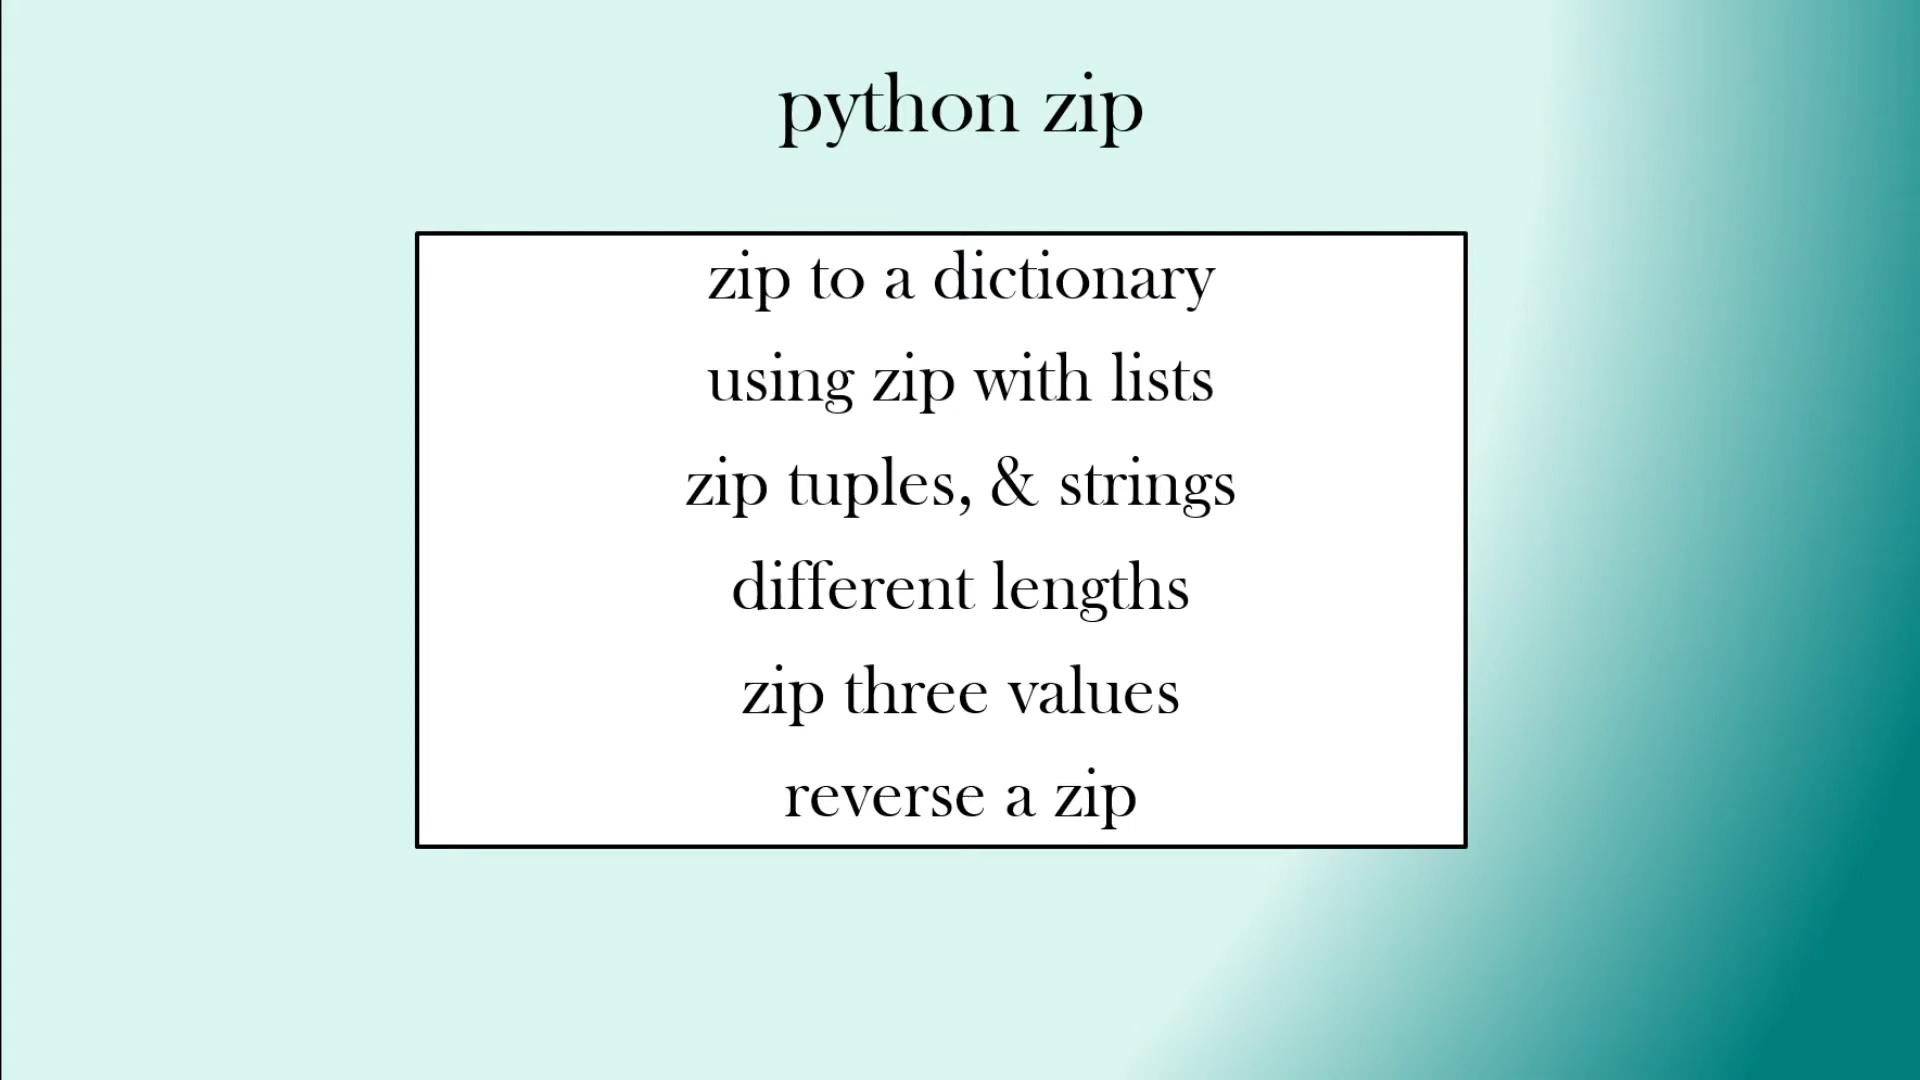 python zip
zip to a dictionary
using zip with lists
zip tuples, & strings
different lengths
zip three values
reverse a zip